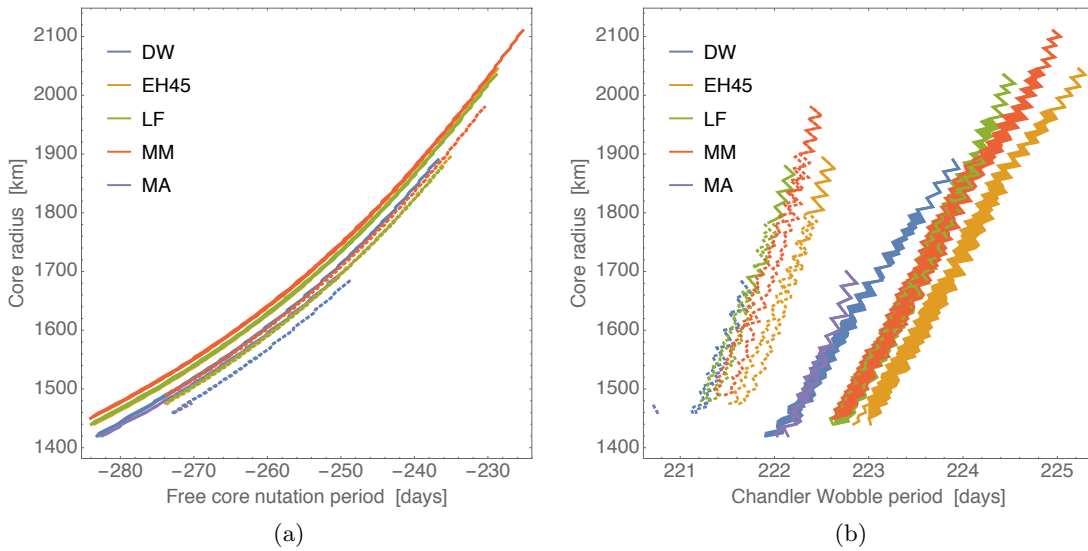 2100
2000
1900
1800
1700
1600
1500
1400
Core radius [km]
DW
EH45
LF
MM
MA
−280
−270
−260
−250
−240
−230
Free core nutation period [days]
(a)
2100
2000
1900
1800
1700
1600
1500
1400
Core radius [km]
DW
EH45
LF
MM
MA
221
222
223
224
225
Chandler Wobble period [days]
(b)